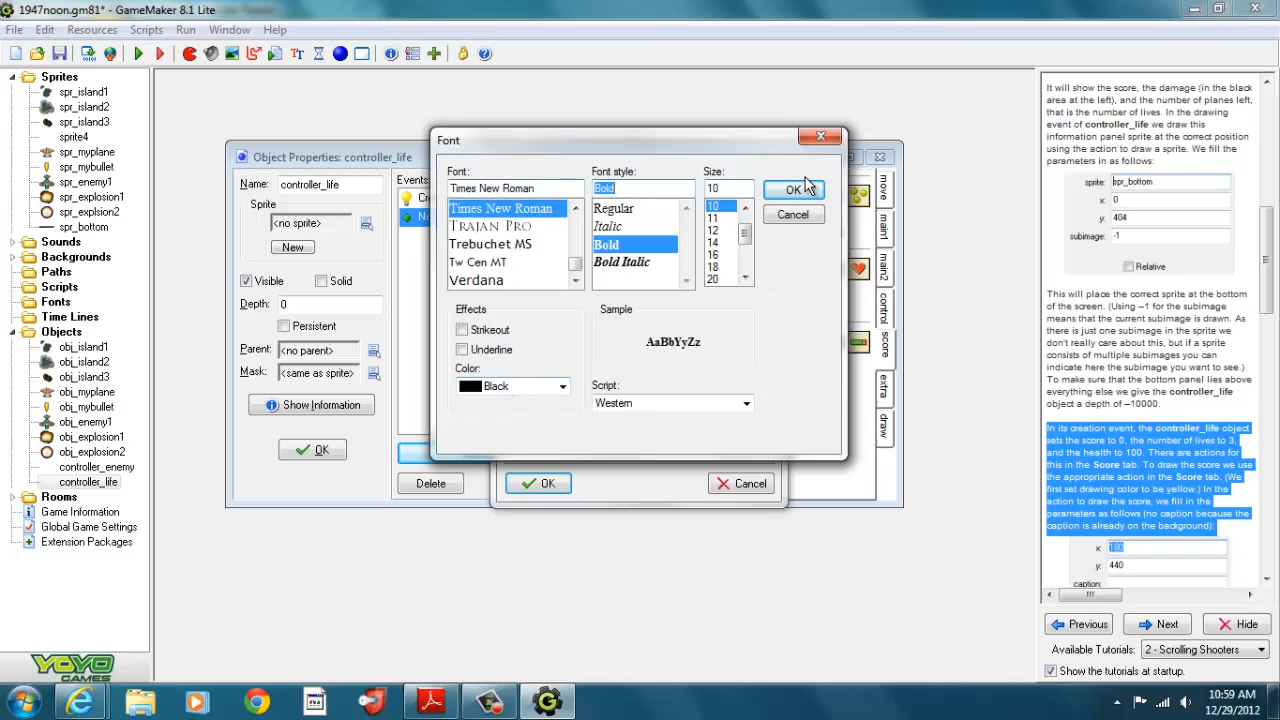 1947noon.gm81* - GameMaker 8.1 Lite
File Edit Resources Scripts Run Window Help
Sprites
spr_island1
spr_island2
spr_island3
sprite4
spr_myplane
spr_mybullet
spr_enemy1
spr_explosion1
spr_explision2
spr_bottom
Sounds
Backgrounds
Paths
Scripts
Fonts
Time Lines
Objects
obj_island1
obj_island2
obj_island3
obj_myplane
obj_mybullet
obj_enemy1
obj_explosion1
obj_explosion2
controller_enemy
controller_life
Rooms
Game Information
Global Game Settings
Extension Packages
YOYO
GAMES
Object Properties: controller_life
Name: controller_life
Sprite
<no sprite>
New
Visible Solid
Depth: 0
Persistent
Parent: <no parent>
Mask: <same as sprite>
Show Information
OK
Events:
Delete
OK
Cancel
move
main1
main2
control
score
extra
draw
Font
Font:
Times New Roman
Times New Roman
Trajan Pro
Trebuchet MS
Tw Cen MT
Verdana
Font style:
Bold
Regular
Italic
Bold
Bold Italic
Size:
10
10
11
12
14
16
18
20
OK
Cancel
Effects
Strikeout
Underline
Color:
Black
Sample
AaBbYyZz
Script:
Western
It will show the score, the damage (in the black
area at the left), and the number of planes left,
that is the number of lives. In the drawing
event of controller_life we draw this
information panel sprite at the correct position
using the action to draw a sprite. We fill the
parameters in as follows:
sprite: spr_bottom
x: 0
y: 404
subimage: -1
Relative
This will place the correct sprite at the bottom
of the screen. (Using –1 for the subimage
means that the current subimage is drawn. As
there is just one subimage in the sprite we
don't really care about this, but if a sprite
consists of multiple subimages you can
indicate here the subimage you want to see.)
To make sure that the bottom panel lies above
everything else we give the controller_life
object a depth of –10000.
In its creation event, the controller_life object
sets the score to 0, the number of lives to 3,
and the health to 100. There are actions for
this in the Score tab. To draw the score we use
the appropriate action in the Score tab. (We
first set drawing color to be yellow.) In the
action to draw the score, we fill in the
parameters as follows (no caption because the
caption is already on the background):
x: 180
y: 440
caption:
Previous Next Hide
Available Tutorials: 2 - Scrolling Shooters
Show the tutorials at startup.
10:59 AM
12/29/2012